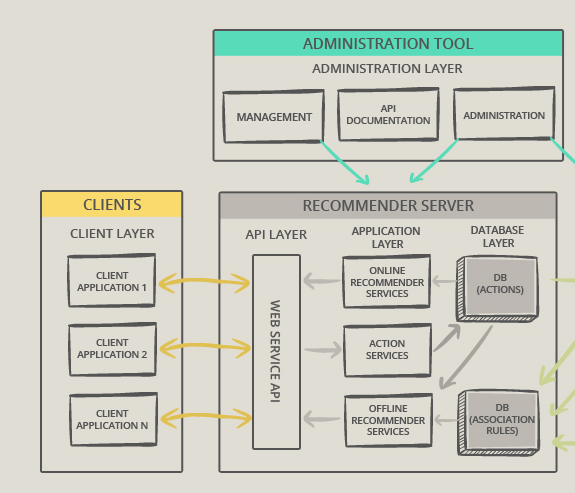 ADMINISTRATION TOOL
ADMINISTRATION LAYER
MANAGEMENT
API
DOCUMENTATION
ADMINISTRATION
CLIENTS
CLIENT LAYER
CLIENT
APPLICATION 1
CLIENT
APPLICATION 2
CLIENT
APPLICATION N
RECOMMENDER SERVER
API LAYER
WEB SERVICE API
APPLICATION
LAYER
ONLINE
RECOMMENDER
SERVICES
ACTION
SERVICES
OFFLINE
RECOMMENDER
SERVICES
DATABASE
LAYER
DB
(ACTIONS)
DB
(ASSOCIATION
RULES)